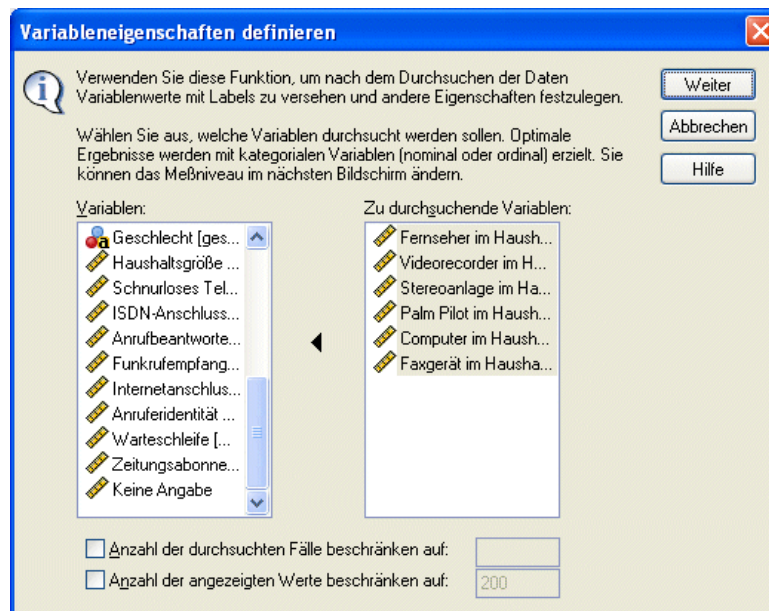 Variableneigenschaften definieren
Verwenden Sie diese Funktion, um nach dem Durchsuchen der Daten
Variablenwerte mit Labels zu versehen und andere Eigenschaften festzulegen.
Wählen Sie aus, welche Variablen durchsucht werden sollen. Optimale
Ergebnisse werden mit kategorialen Variablen (nominal oder ordinal) erzielt. Sie
können das Meßniveau im nächsten Bildschirm ändern.
Weiter
Abbrechen
Hilfe
Variablen:
Geschlecht [ges...
Haushaltsgröße ...
Schnurloses Tel...
ISDN-Anschluss...
Anrufbeantworte...
Funkrufempfang...
Internetanschlus...
Anruferidentität ...
Warteschleife [...
Zeitungsabonne...
Keine Angabe
Zu durchsuchende Variablen:
Fernseher im Haush...
Videorecorder im H...
Stereoanlage im Ha...
Palm Pilot im Haush...
Computer im Haush...
Faxgerät im Hausha...
Anzahl der durchsuchten Fälle beschränken auf:
Anzahl der angezeigten Werte beschränken auf:
200